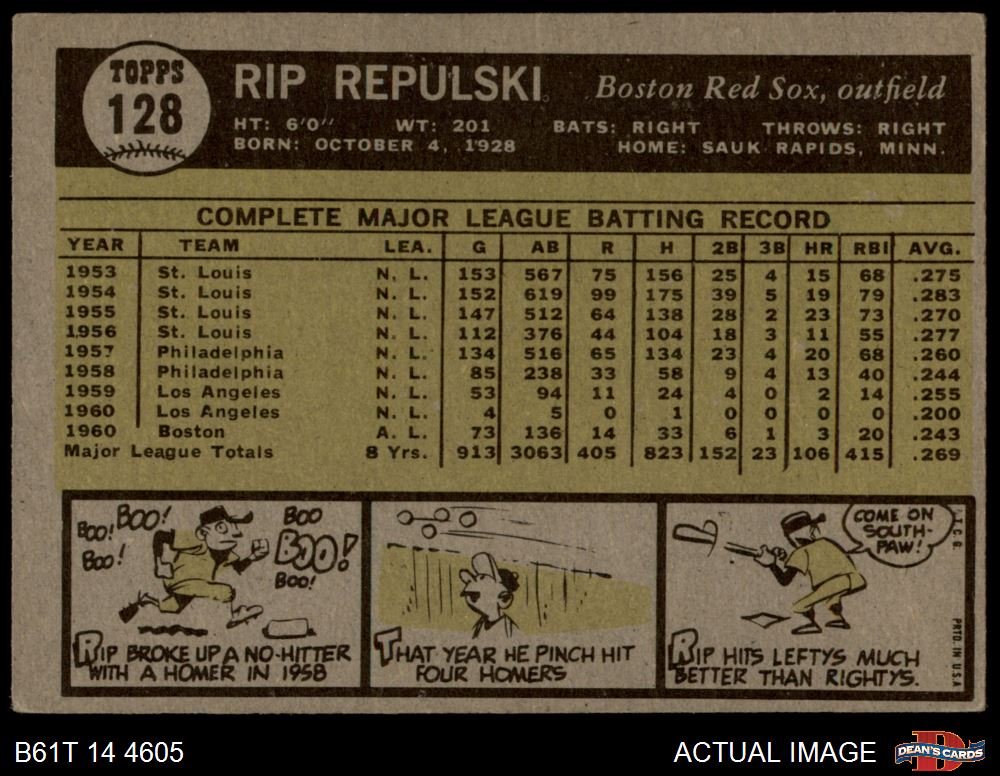 TOPPS
128
RIP REPULSKI
Boston Red Sox, outfield
HT: 6'0" WT: 201 BATS: RIGHT THROWS: RIGHT
BORN: OCTOBER 4, 1928 HOME: SAUK RAPIDS, MINN.
COMPLETE MAJOR LEAGUE BATTING RECORD
YEAR TEAM LEA. G AB R H 2B 3B HR RBI AVG.
1953 St. Louis N. L. 153 567 75 156 25 4 15 68 .275
1954 St. Louis N. L. 152 619 99 175 39 5 19 79 .283
1955 St. Louis N. L. 147 512 64 138 28 2 23 73 .270
1956 St. Louis N. L. 112 376 44 104 18 3 11 55 .277
1957 Philadelphia N. L. 134 516 65 134 23 4 20 68 .260
1958 Philadelphia N. L. 85 238 33 58 9 4 13 40 .244
1959 Los Angeles N. L. 53 94 11 24 4 0 2 14 .255
1960 Los Angeles N. L. 4 5 0 1 0 0 0 0 .200
1960 Boston A. L. 73 136 14 33 6 1 3 20 .243
Major League Totals 8 Yrs. 913 3063 405 823 152 23 106 415 .269
BOO! BOO! BOO
BOO! BOO!
BOO!
RIP BROKE UP A NO-HITTER
WITH A HOMER IN 1958
THAT YEAR HE PINCH HIT
FOUR HOMERS
COME ON
SOUTH-
PAW!
RIP HITS LEFTYS MUCH
BETTER THAN RIGHTYS.
T.C.G.
PRTD. IN U.S.A.
B61T 14 4605
ACTUAL IMAGE
DEAN'S CARDS